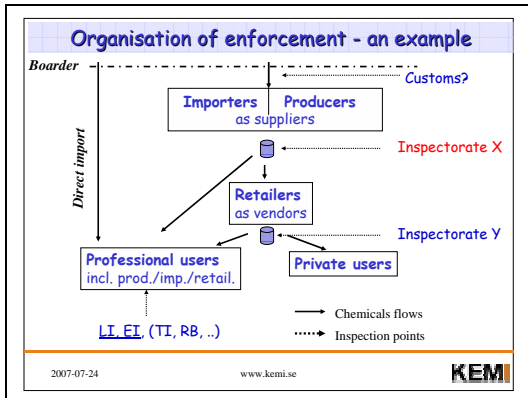 Organisation of enforcement - an example
Boarder
Customs?
Importers Producers
as suppliers
Direct import
Inspectorate X
Retailers
as vendors
Inspectorate Y
Professional users
incl. prod./imp./retail.
Private users
Chemicals flows
LI, EI, (TI, RB, ..)
Inspection points
2007-07-24
www.kemi.se
KEMI